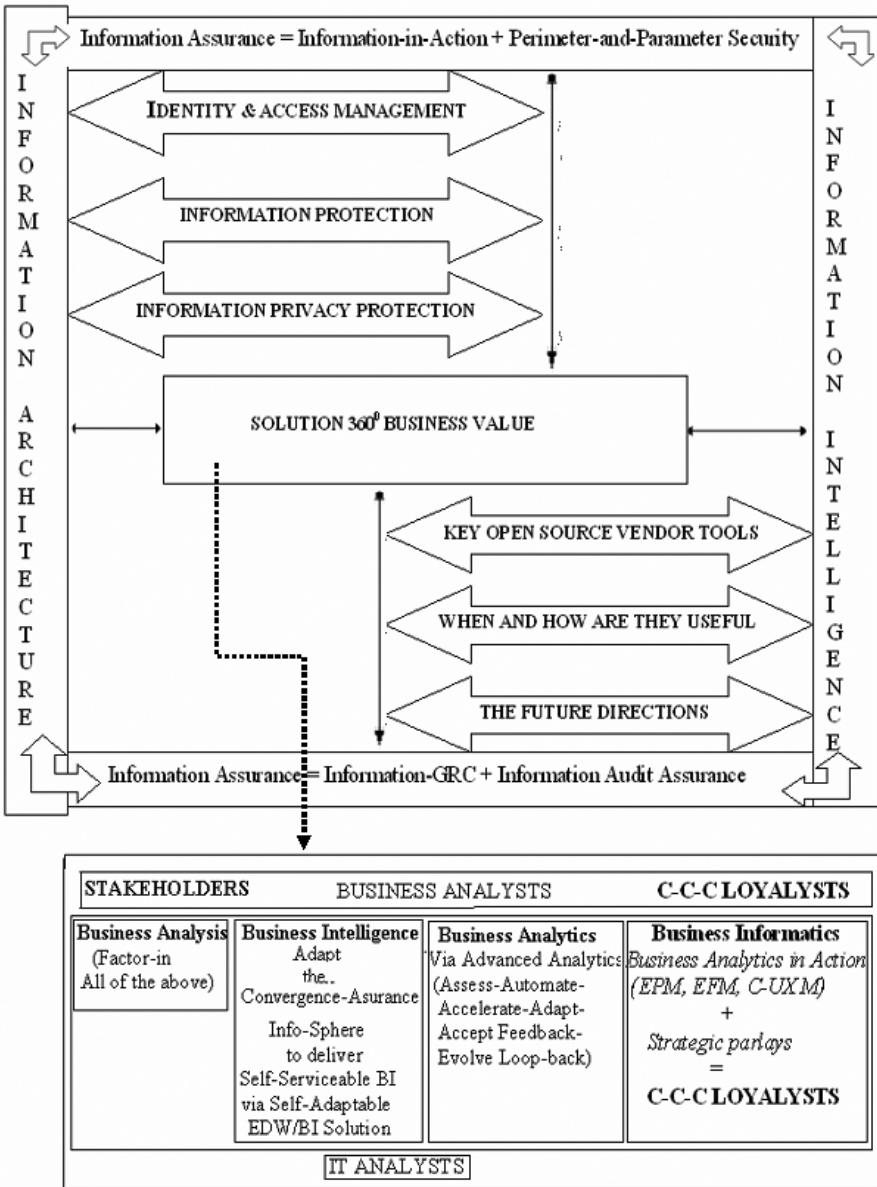 Information Assurance = Information-in-Action + Perimeter-and-Parameter Security
INFORMATION ARCHITECTURE
INFORMATION INTELLIGENCE
IDENTITY & ACCESS MANAGEMENT
INFORMATION PROTECTION
INFORMATION PRIVACY PROTECTION
SOLUTION 360⁰ BUSINESS VALUE
KEY OPEN SOURCE VENDOR TOOLS
WHEN AND HOW ARE THEY USEFUL
THE FUTURE DIRECTIONS
Information Assurance = Information-GRC + Information Audit Assurance
STAKEHOLDERS BUSINESS ANALYSTS C-C-C LOYALISTS
Business Analysis
(Factor-in
All of the above)
Business Intelligence
Adapt
the..
Convergence-Asurance
Info-Sphere
to deliver
Self-Serviceable BI
via Self-Adaptable
EDW/BI Solution
Business Analytics
Via Advanced Analytics
(Assess-Automate-
Accelerate-Adapt-
Accept Feedback-
Evolve Loop-back)
Business Informatics
Business Analytics in Action
(EPM, EFM, C-UXM)
+
Strategic parlays
=
C-C-C LOYALYSTS
IT ANALYSTS